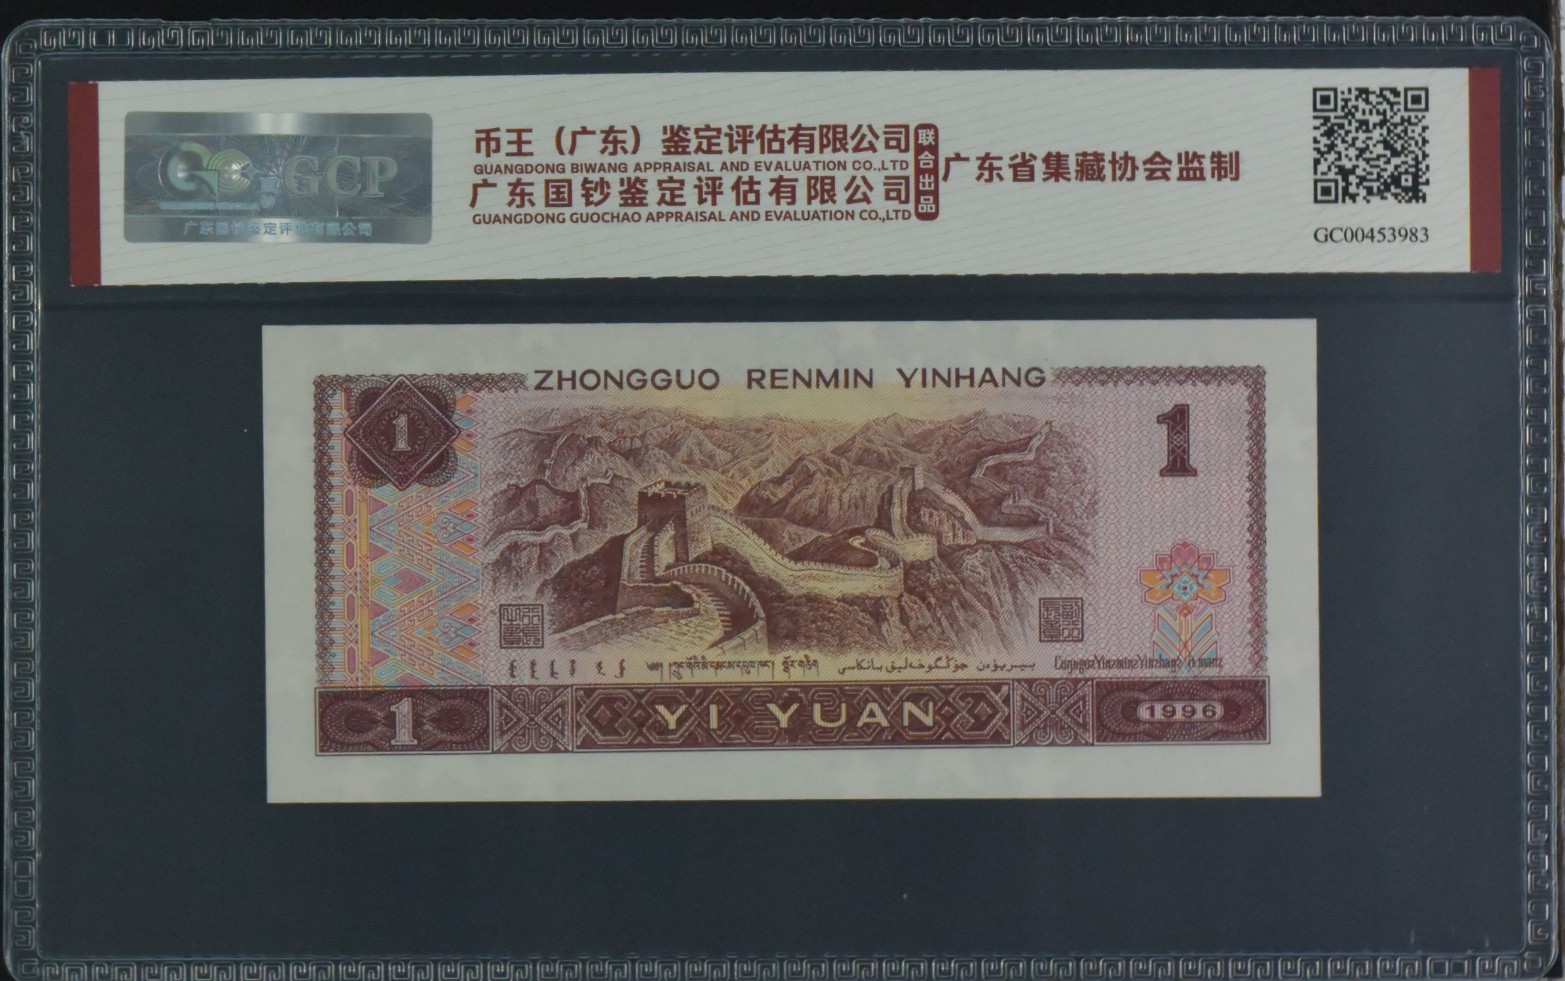 GCP
广东国钞鉴定评估有限公司
币王（广东）鉴定评估有限公司
GUANGDONG BIWANG APPRAISAL AND EVALUATION CO.,LTD
广东国钞鉴定评估有限公司
GUANGDONG GUOCHAO APPRAISAL AND EVALUATION CO.,LTD
联合出品
广东省集藏协会监制
GC00453983
ZHONGGUO RENMIN YINHANG
1
1
1
YI YUAN
1996